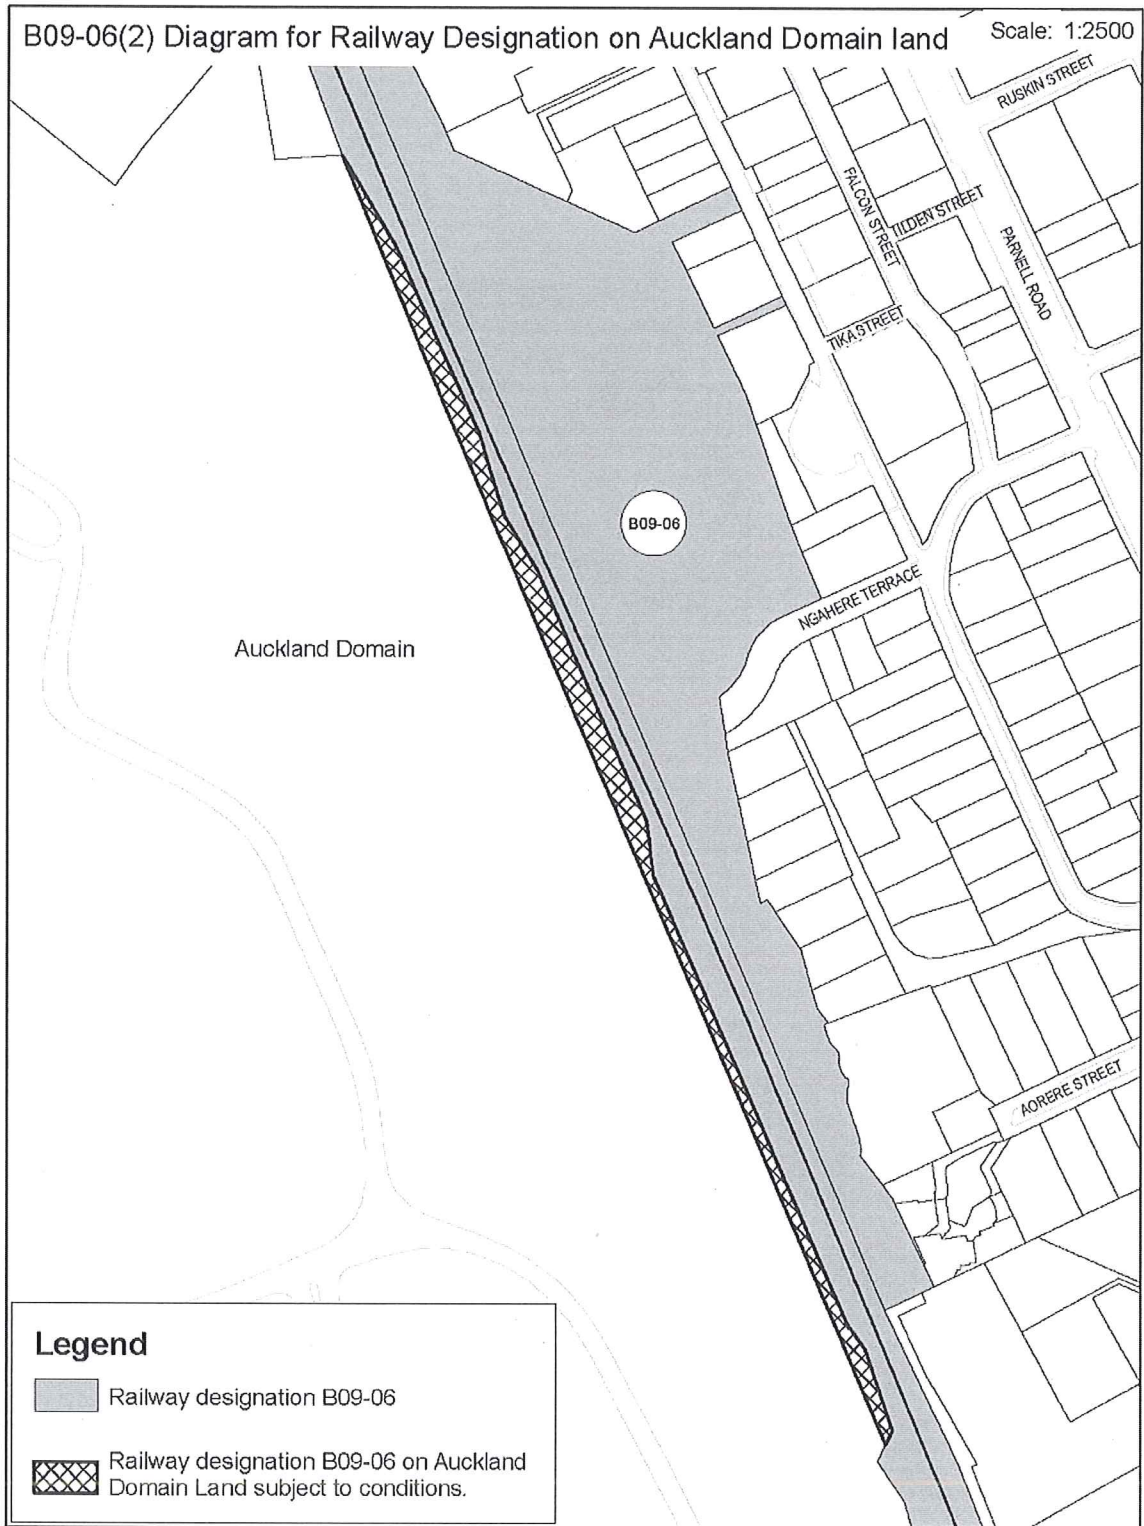 B09-06(2) Diagram for Railway Designation on Auckland Domain land
Scale: 1:2500
RUSKIN STREET
FALCON STREET
TILDEN STREET
PARNELL ROAD
TIKA STREET
B09-06
NGAHERE TERRACE
Auckland Domain
AORERE STREET
Legend
Railway designation B09-06
Railway designation B09-06 on Auckland
Domain Land subject to conditions.